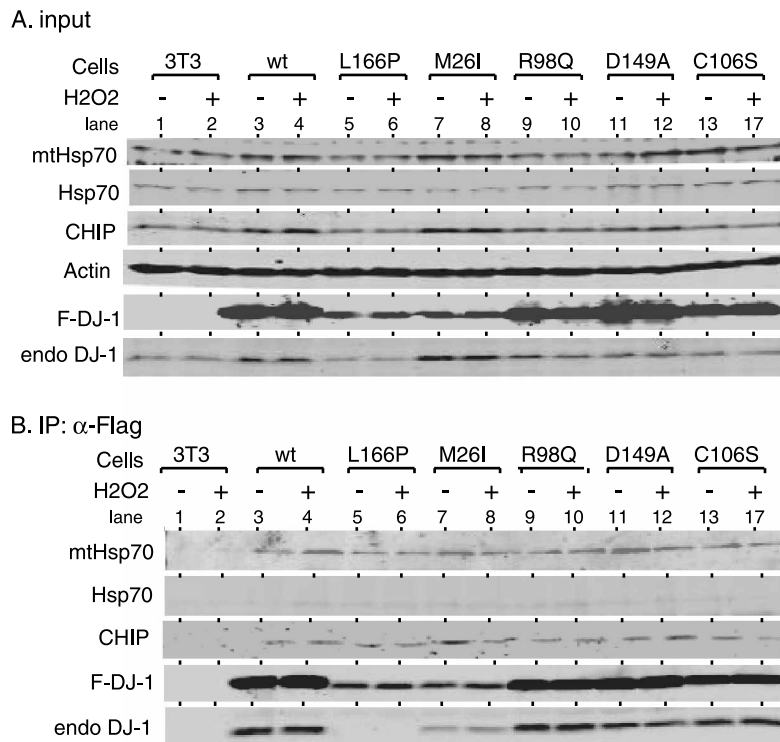 A. input
Cells 3T3 wt L166P M26I R98Q D149A C106S
H2O2 - + - + - + - + - + - + - +
lane 1 2 3 4 5 6 7 8 9 10 11 12 13 17
mtHsp70
Hsp70
CHIP
Actin
F-DJ-1
endo DJ-1
B. IP: α-Flag
Cells 3T3 wt L166P M26I R98Q D149A C106S
H2O2 - + - + - + - + - + - + - +
lane 1 2 3 4 5 6 7 8 9 10 11 12 13 17
mtHsp70
Hsp70
CHIP
F-DJ-1
endo DJ-1